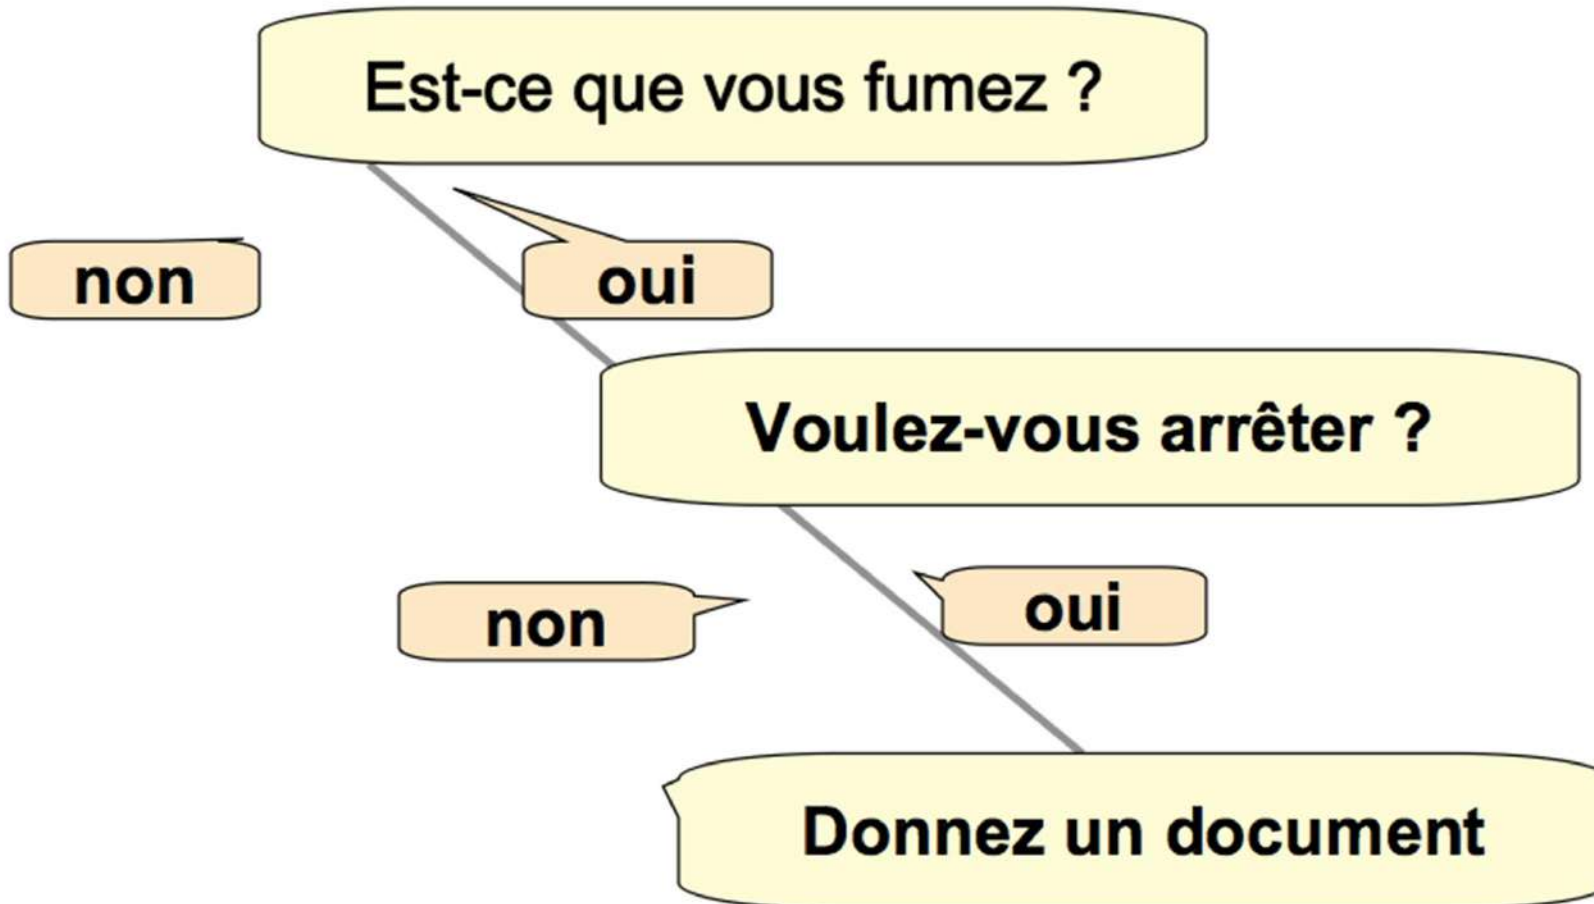 Est-ce que vous fumez ?
non
oui
Voulez-vous arrêter ?
non
oui
Donnez un document